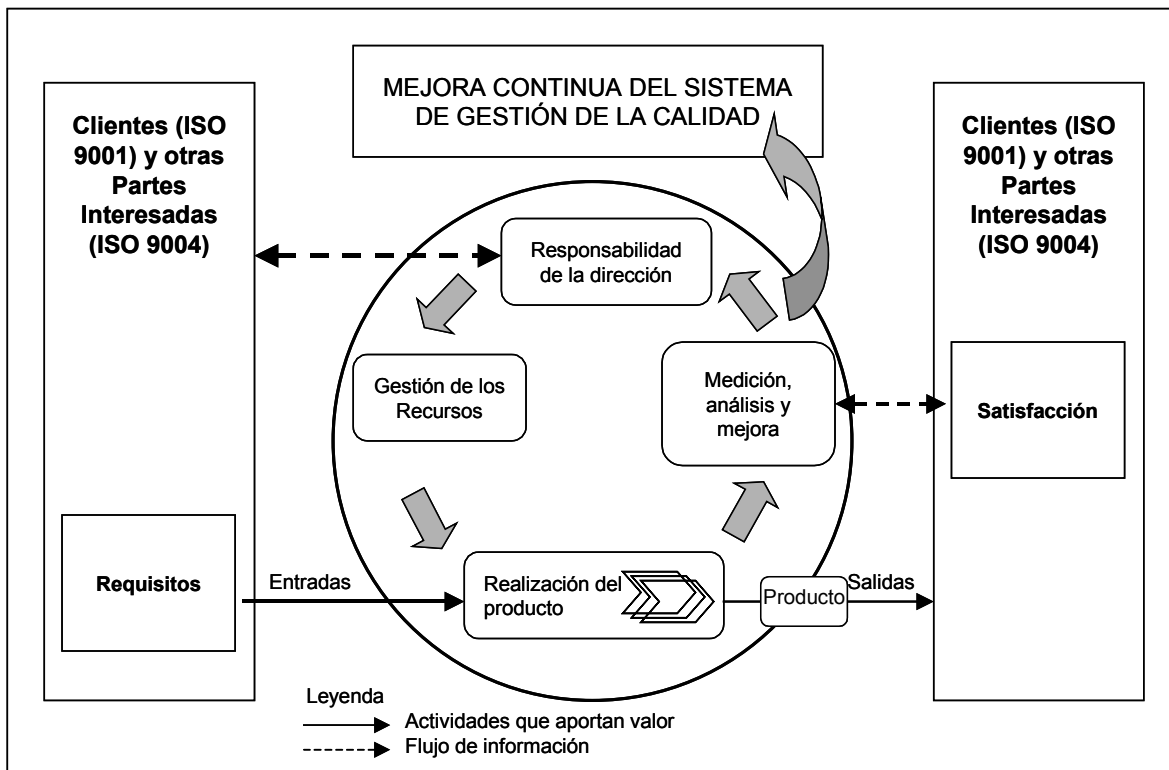 MEJORA CONTINUA DEL SISTEMA
DE GESTIÓN DE LA CALIDAD
Clientes (ISO
9001) y otras
Partes
Interesadas
(ISO 9004)
Clientes (ISO
9001) y otras
Partes
Interesadas
(ISO 9004)
Responsabilidad
de la dirección
Gestión de los
Recursos
Medición,
análisis y
mejora
Satisfacción
Requisitos
Entradas
Realización del
producto
Producto
Salidas
Leyenda
Actividades que aportan valor
Flujo de información